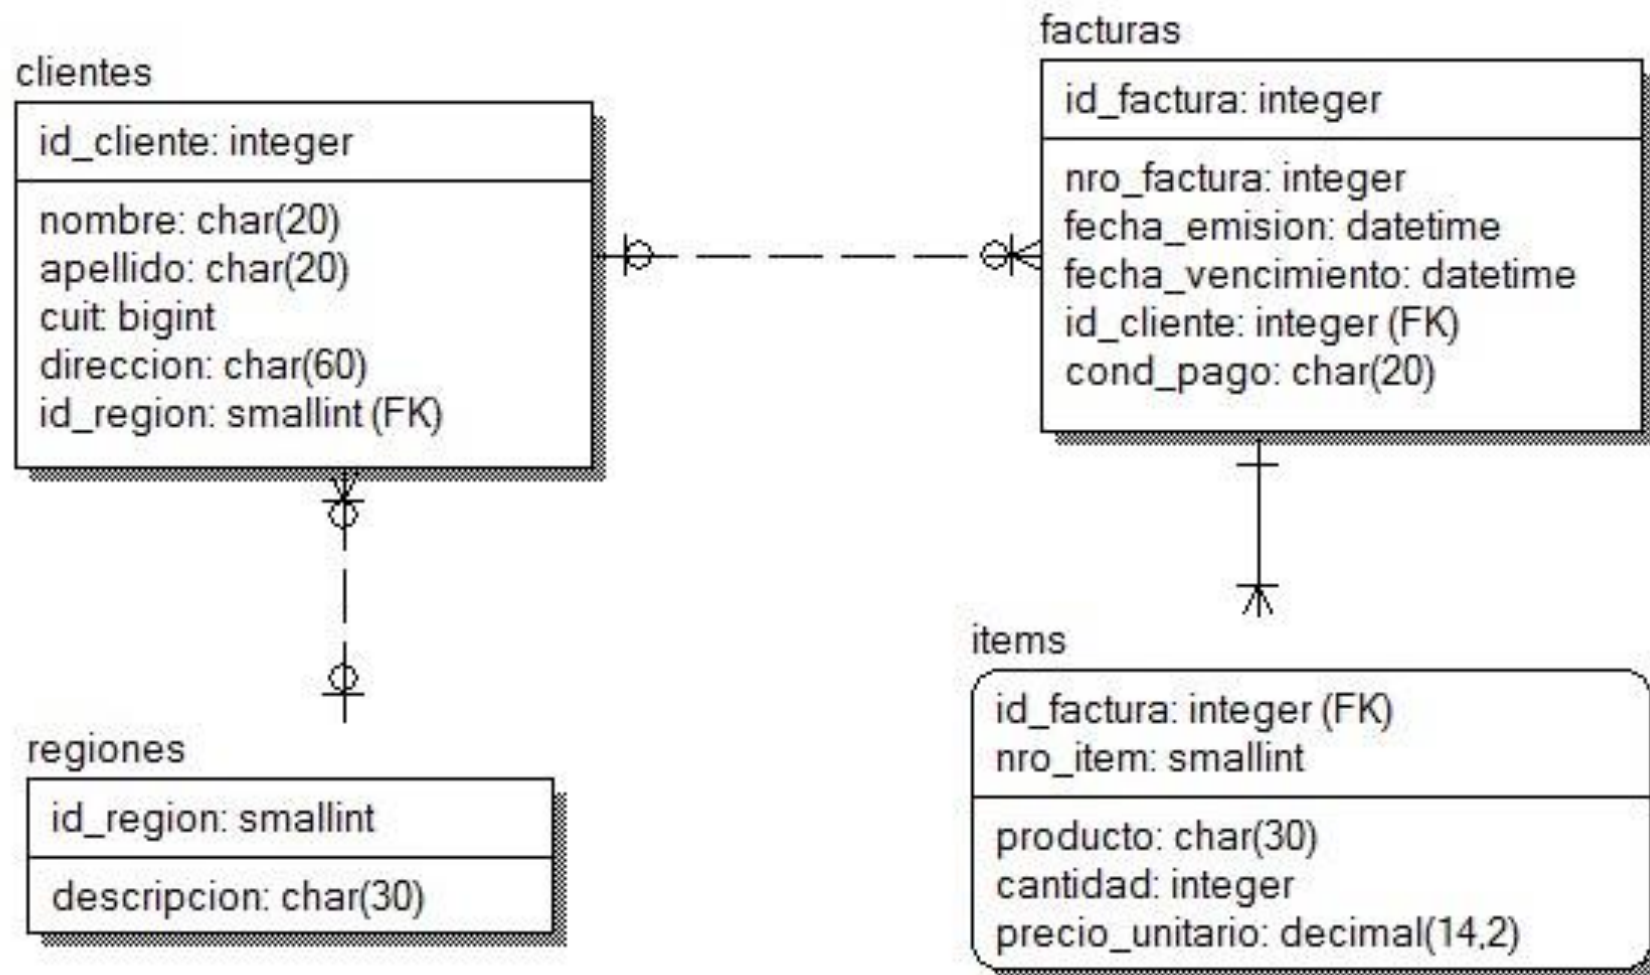 clientes
id_cliente: integer
nombre: char(20)
apellido: char(20)
cuit: bigint
direccion: char(60)
id_region: smallint (FK)
facturas
id_factura: integer
nro_factura: integer
fecha_emision: datetime
fecha_vencimiento: datetime
id_cliente: integer (FK)
cond_pago: char(20)
regiones
id_region: smallint
descripcion: char(30)
items
id_factura: integer (FK)
nro_item: smallint
producto: char(30)
cantidad: integer
precio_unitario: decimal(14,2)